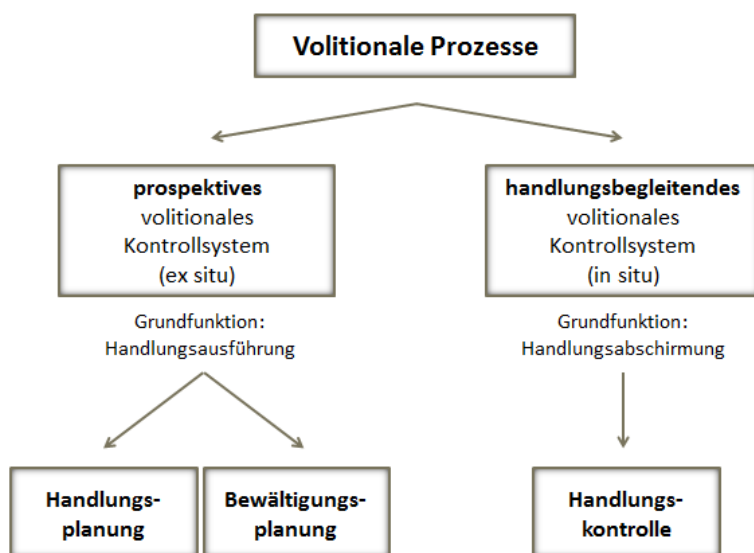 Volitionale Prozesse
prospektives
volitionales
Kontrollsystem
(ex situ)
handlungsbegleitendes
volitionales
Kontrollsystem
(in situ)
Grundfunktion:
Handlungsausführung
Grundfunktion:
Handlungsabschirmung
Handlungs-
planung
Bewältigungs-
planung
Handlungs-
kontrolle